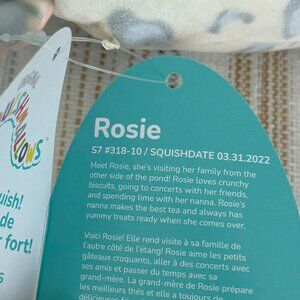 Rosie
S7 #318-10 / SQUISHDATE 03.31.2022
Meet Rosie, she's visiting her family from the
other side of the pond! Rosie loves crunchy
biscuits, going to concerts with her friends,
and spending time with her nanna. Rosie's
nanna makes the best tea and always has
yummy treats ready when she comes over.
Voici Rosie! Elle rend visite à sa famille de
l'autre côté de l'étang! Rosie aime les petits
gâteaux croquants, aller à des concerts avec
ses amis et passer du temps avec sa
grand-mère. La grand-mère de Rosie prépare
les meilleurs thés et elle a toujours de
uish!
de
fort!